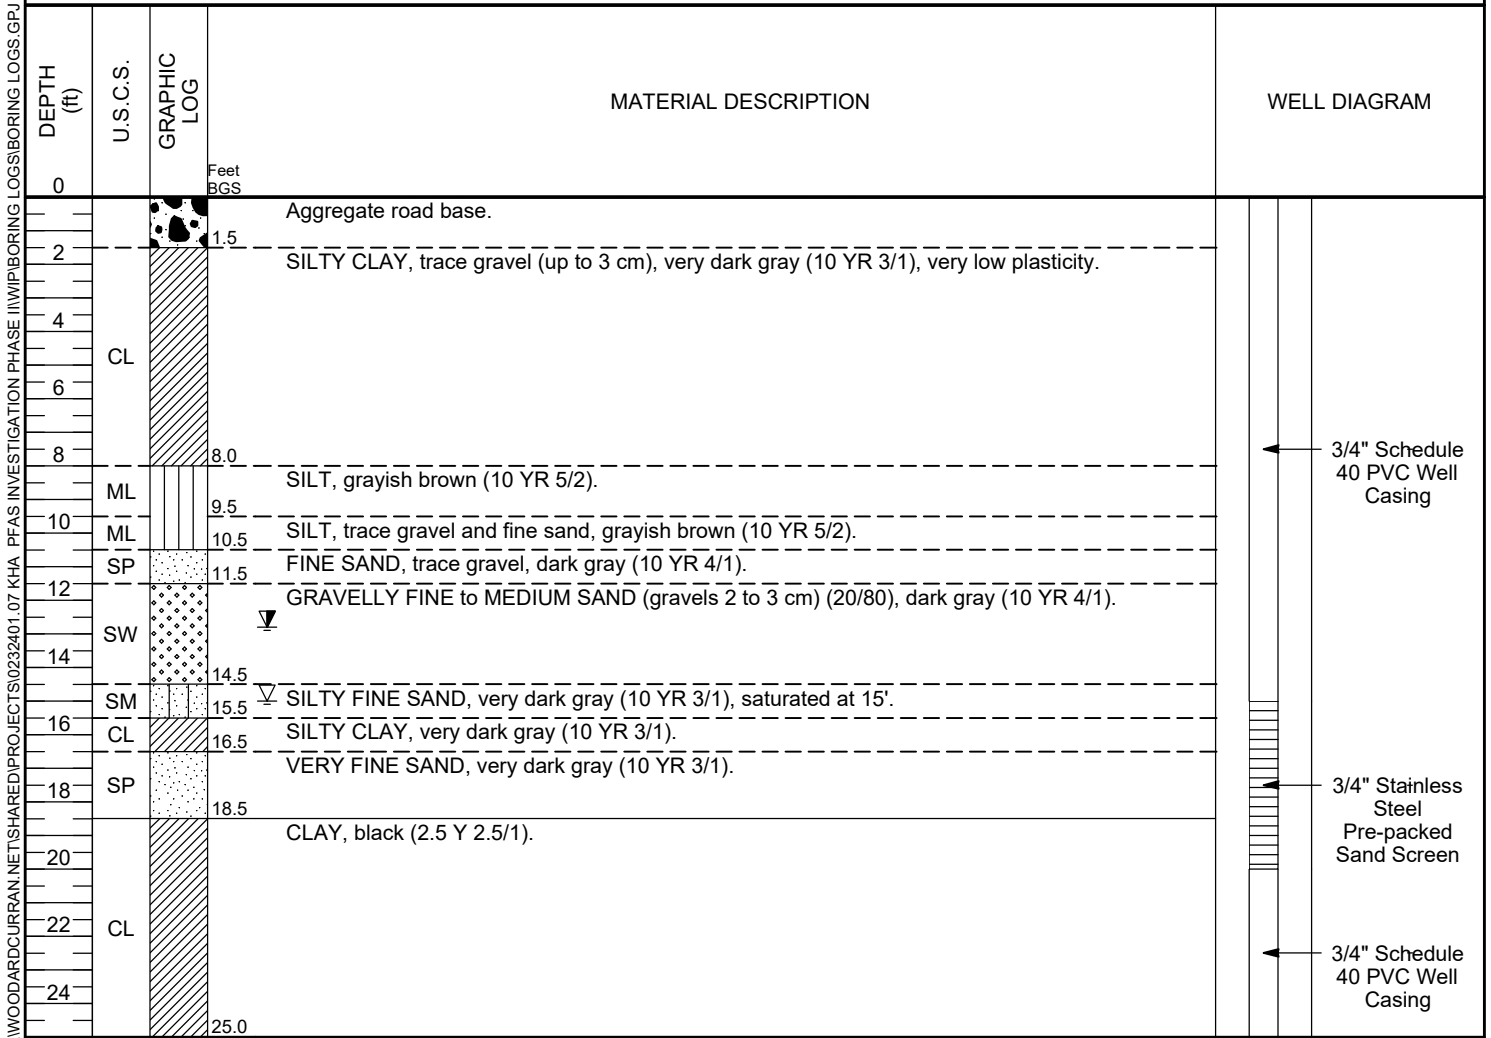 \WOODARDCURRAN.NET\SHARED\PROJECTS\0232401.07 KHA  PFAS INVESTIGATION PHASE II\WIP\BORING LOGS\BORING LOGS.GPJ
DEPTH
(ft)
U.S.C.S.
GRAPHIC
LOG
MATERIAL DESCRIPTION
WELL DIAGRAM
Feet
BGS
0
Aggregate road base.
1.5
2
SILTY CLAY, trace gravel (up to 3 cm), very dark gray (10 YR 3/1), very low plasticity.
4
CL
6
8
8.0
3/4" Schedule
40 PVC Well
Casing
ML
SILT, grayish brown (10 YR 5/2).
9.5
10
ML
SILT, trace gravel and fine sand, grayish brown (10 YR 5/2).
10.5
SP
FINE SAND, trace gravel, dark gray (10 YR 4/1).
11.5
12
GRAVELLY FINE to MEDIUM SAND (gravels 2 to 3 cm) (20/80), dark gray (10 YR 4/1).
SW
14
14.5
SM
SILTY FINE SAND, very dark gray (10 YR 3/1), saturated at 15'.
15.5
16
CL
SILTY CLAY, very dark gray (10 YR 3/1).
16.5
VERY FINE SAND, very dark gray (10 YR 3/1).
SP
18
18.5
3/4" Stainless
Steel
Pre-packed
Sand Screen
CLAY, black (2.5 Y 2.5/1).
20
22
CL
24
25.0
3/4" Schedule
40 PVC Well
Casing